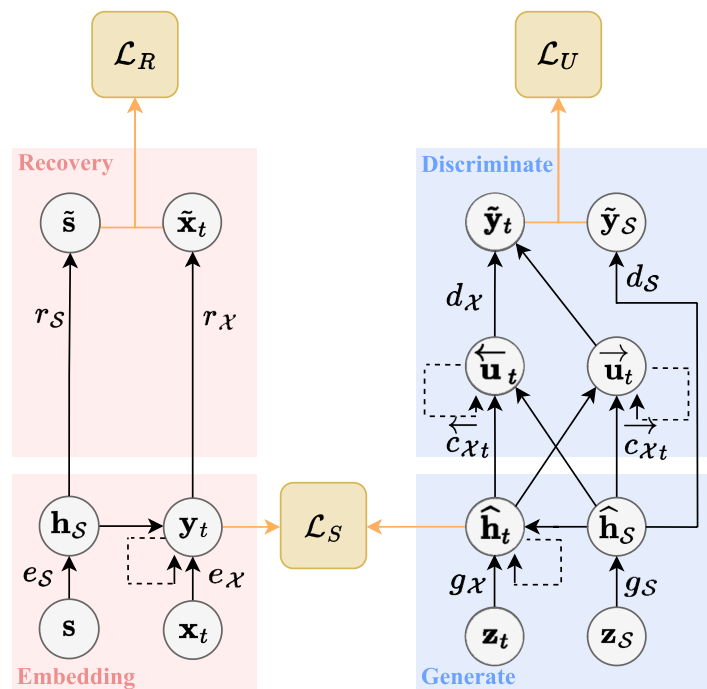 ℒ_R ℒ_U
Recovery Discriminate
s̃ x̃_t ỹ_t ỹ_𝒮
r_𝒮 r_𝒳 d_𝒳 d_𝒮
u⃖_t u⃗_t
c⃖_𝒳t c⃗_𝒳t
h_𝒮 y_t ℒ_S ĥ_t ĥ_𝒮
e_𝒮 e_𝒳 g_𝒳 g_𝒮
s x_t z_t z_𝒮
Embedding Generate